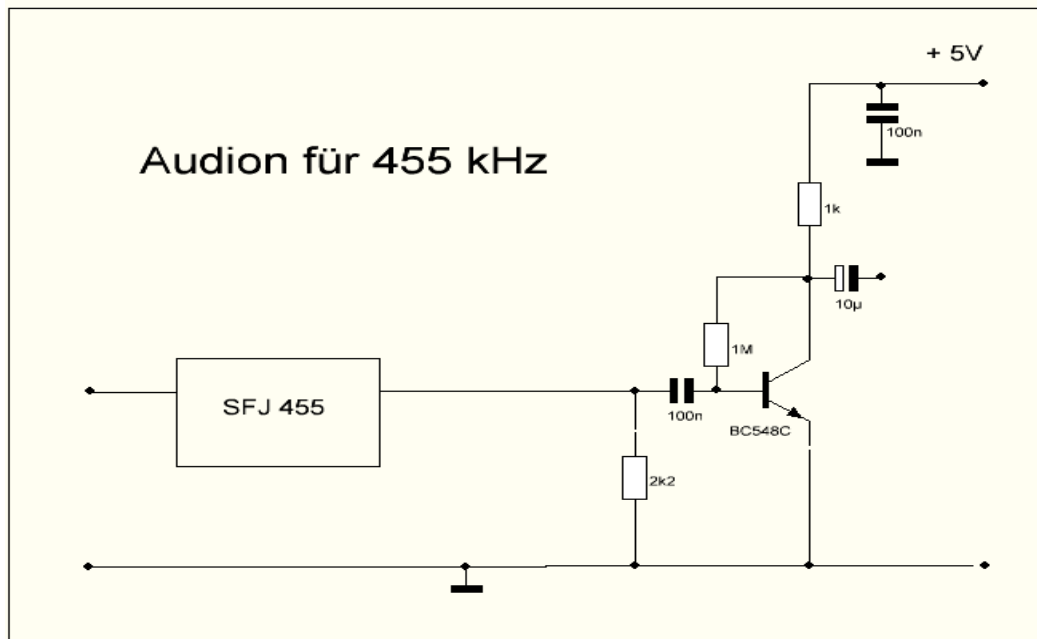 + 5V
100n
Audion für 455 kHz
1k
10µ
1M
SFJ 455
100n
BC548C
2k2